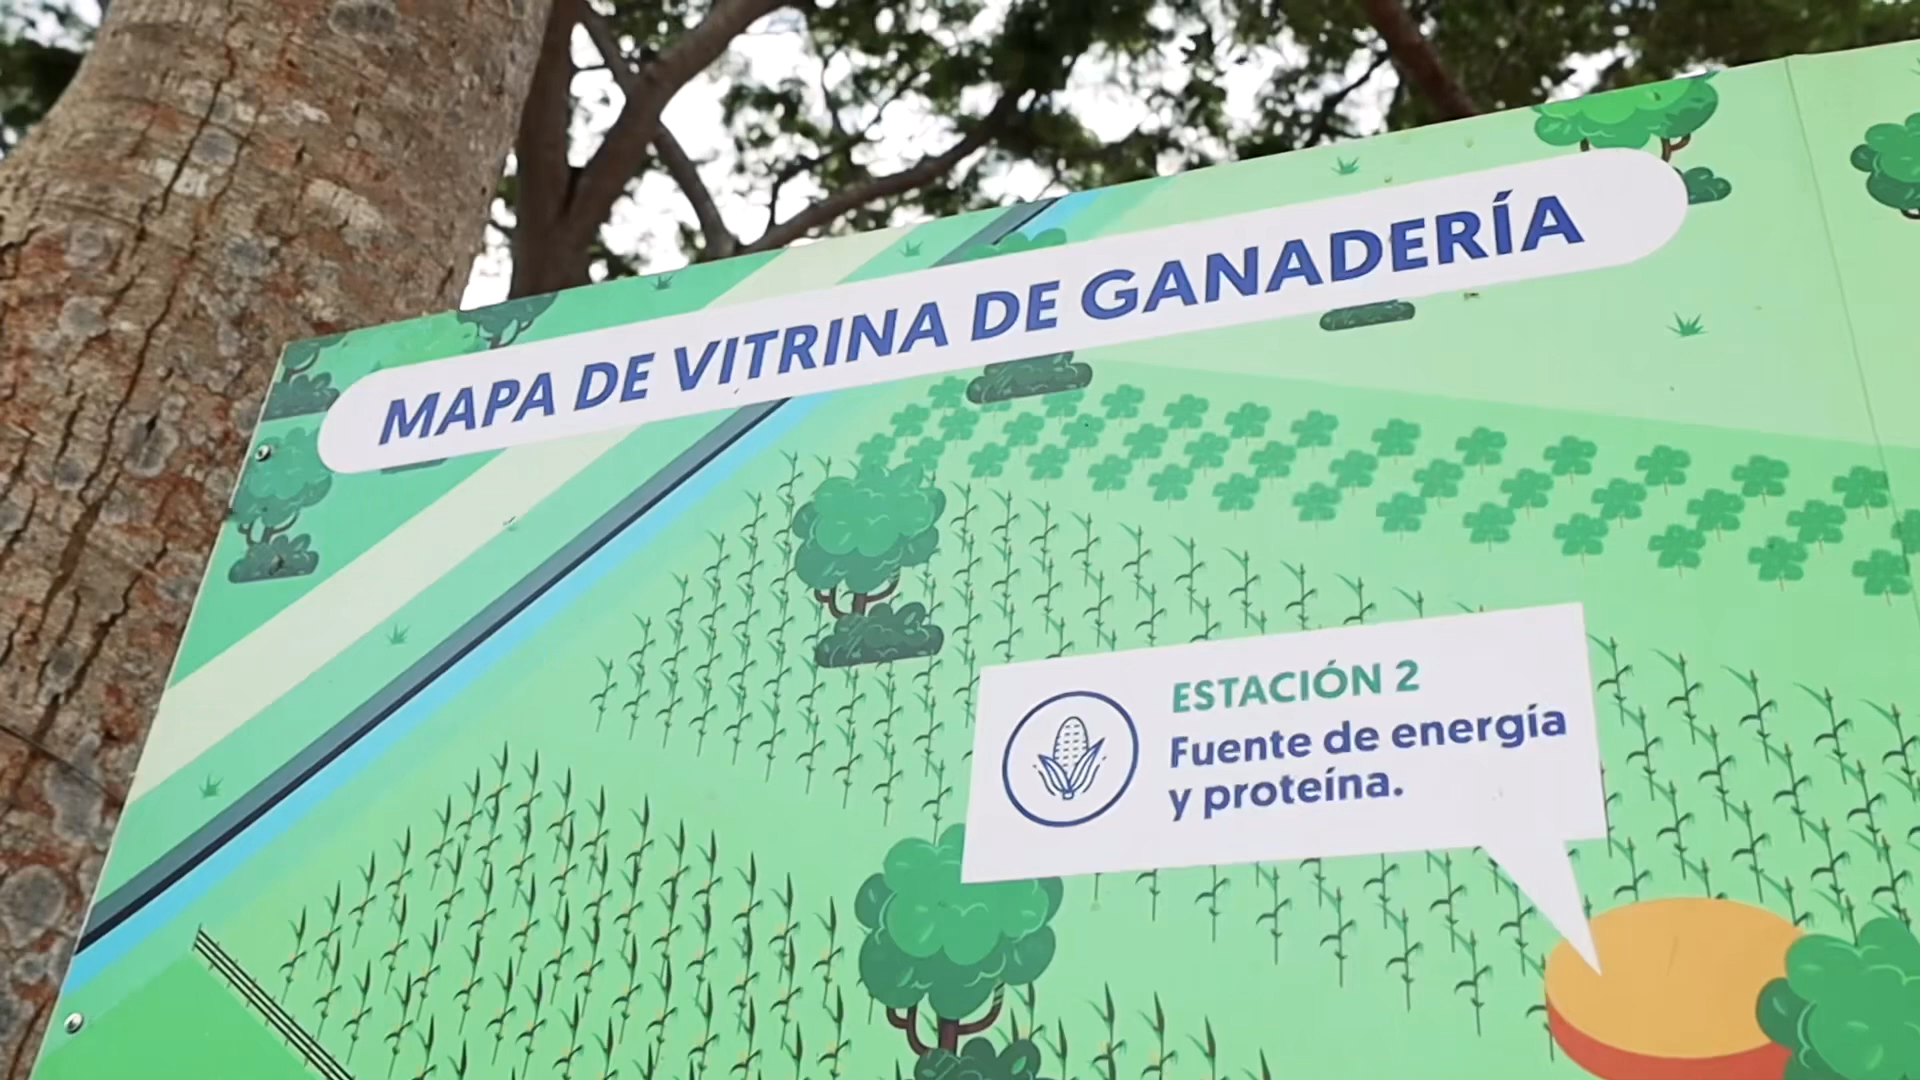 MAPA DE VITRINA DE GANADERÍA
ESTACIÓN 2
Fuente de energía
y proteína.